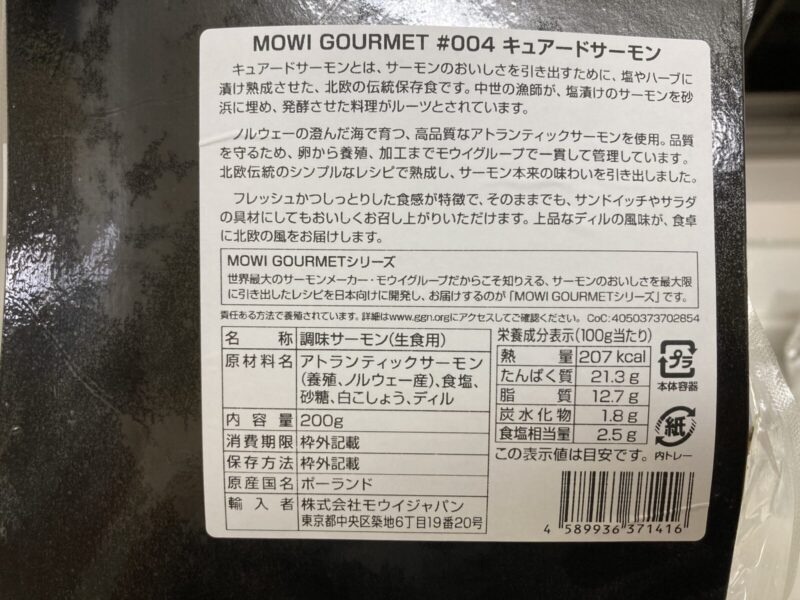 MOWI GOURMET #004 キュアードサーモン
キュアードサーモンとは、サーモンのおいしさを引き出すために、塩やハーブに
漬け熟成させた、北欧の伝統保存食です。中世の漁師が、塩漬けのサーモンを砂
浜に埋め、発酵させた料理がルーツとされています。
ノルウェーの澄んだ海で育つ、高品質なアトランティックサーモンを使用。品質
を守るため、卵から養殖、加工までモウイグループで一貫して管理しています。
北欧伝統のシンプルなレシピで熟成し、サーモン本来の味わいを引き出しました。
フレッシュかつしっとりした食感が特徴で、そのままでも、サンドイッチやサラダ
の具材にしてもおいしくお召し上がりいただけます。上品なディルの風味が、食卓
に北欧の風をお届けします。
MOWI GOURMETシリーズ
世界最大のサーモンメーカー・モウイグループだからこそ知りえる、サーモンのおいしさを最大限
に引き出したレシピを日本向けに開発し、お届けするのが「MOWI GOURMETシリーズ」です。
責任ある方法で養殖されています。詳細はwww.ggn.orgにアクセスしてご確認ください。 CoC:4050373702854
名称 調味サーモン(生食用)
原材料名 アトランティックサーモン
(養殖、ノルウェー産)、食塩、
砂糖、白こしょう、ディル
内容量 200g
消費期限 枠外記載
保存方法 枠外記載
原産国名 ポーランド
輸入者 株式会社モウイジャパン
東京都中央区築地6丁目19番20号
栄養成分表示(100g当たり)
熱量 207 kcal
たんぱく質 21.3 g
脂質 12.7 g
炭水化物 1.8 g
食塩相当量 2.5 g
この表示値は目安です。
プラ
本体容器
紙
内トレー
4 589936 371416